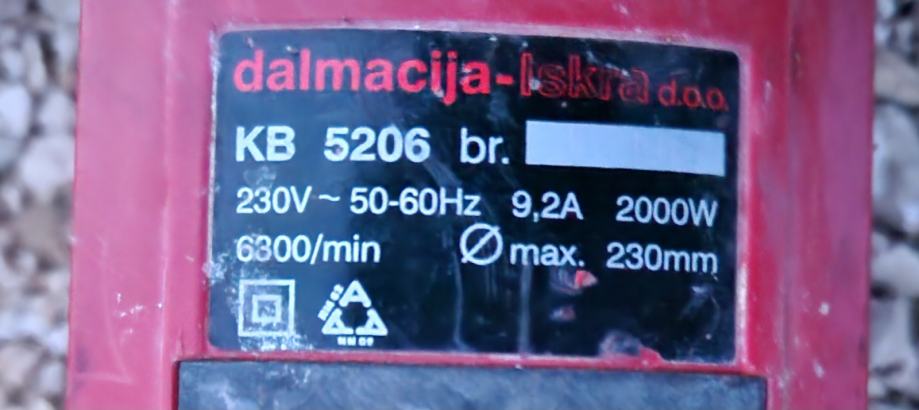 dalmacija-Iskra d.o.o.
KB 5206 br.
230V ~ 50-60Hz 9,2A 2000W
6300/min Ø max. 230mm